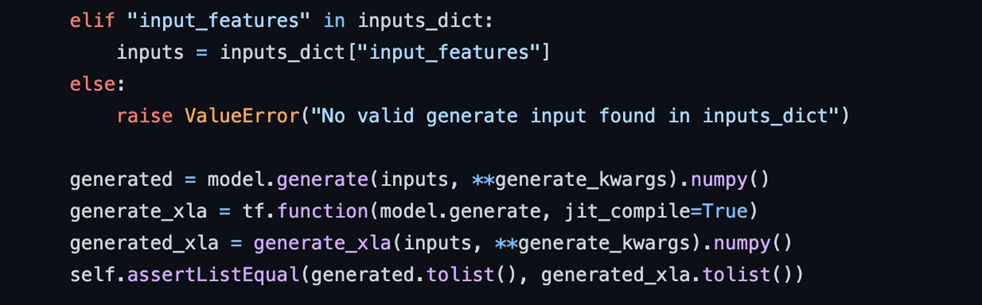 elif "input_features" in inputs_dict:
    inputs = inputs_dict["input_features"]
else:
    raise ValueError("No valid generate input found in inputs_dict")

generated = model.generate(inputs, **generate_kwargs).numpy()
generate_xla = tf.function(model.generate, jit_compile=True)
generated_xla = generate_xla(inputs, **generate_kwargs).numpy()
self.assertListEqual(generated.tolist(), generated_xla.tolist())